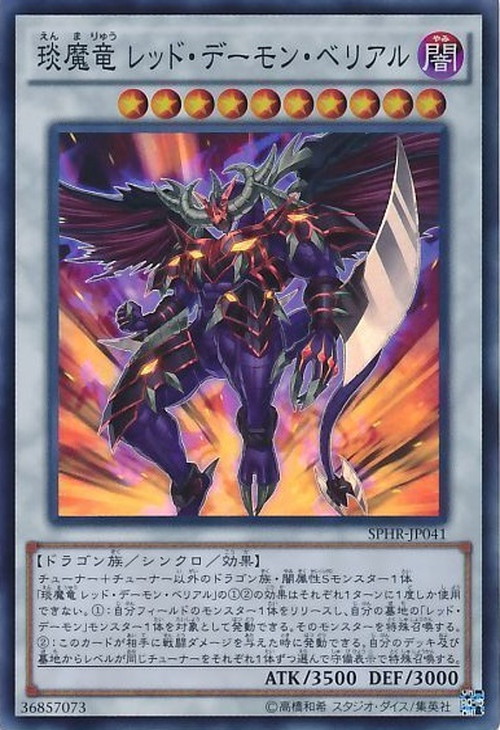 えん ま りゅう
琰魔竜 レッド・デーモン・ベリアル
やみ
闇
SPHR-JP041
【ドラゴン族/シンクロ/効果】
チューナー+チューナー以外のドラゴン族・闇属性Sモンスター1体
「琰魔竜 レッド・デーモン・ベリアル」の①②の効果はそれぞれ1ターンに1度しか使用
できない。①:自分フィールドのモンスター1体をリリースし、自分の墓地の「レッド・
デーモン」モンスター1体を対象として発動できる。そのモンスターを特殊召喚する。
②:このカードが相手に戦闘ダメージを与えた時に発動できる。自分のデッキ及び
墓地からレベルが同じチューナーをそれぞれ1体ずつ選んで守備表示で特殊召喚する。
ATK/3500 DEF/3000
36857073 ©高橋和希 スタジオ・ダイス/集英社